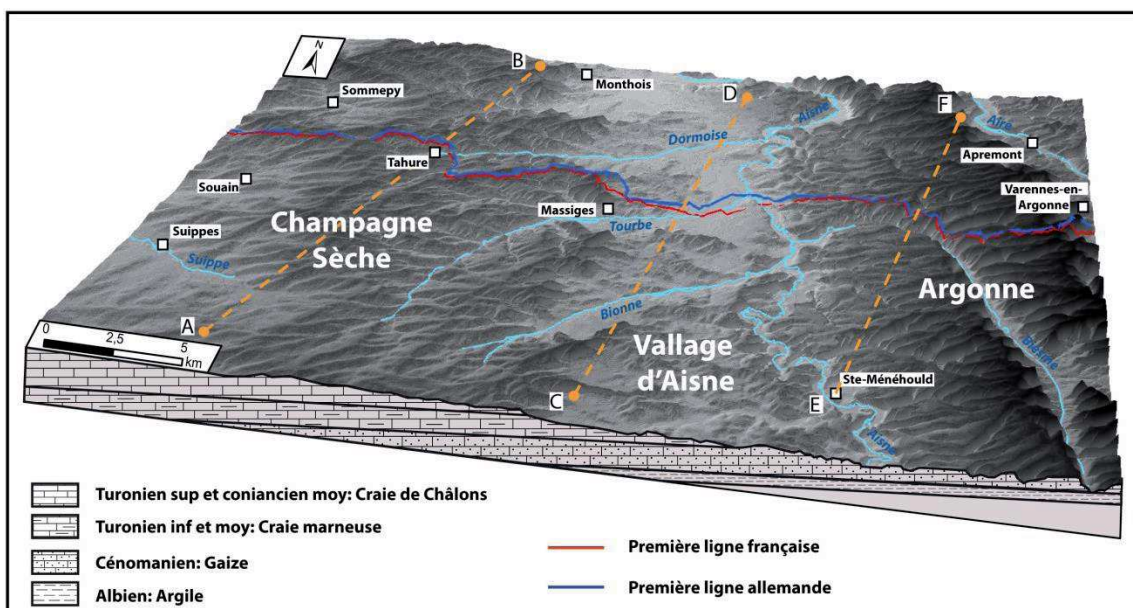 N
B
Monthois
Sommepy
D
Aisne
F
Aire
Dormoise
Tahure
Apremont
Souain
Massiges
Varennes-en-
Argonne
Suippes
Champagne
Sèche
Tourbe
Suippe
Argonne
Bionne
A
Vallage
d'Aisne
Biesme
0 2,5 5
km
C
Ste-Ménéhould
E
Aisne
Turonien sup et coniancien moy: Craie de Châlons
Turonien inf et moy: Craie marneuse
Cénomanien: Gaize
Albien: Argile
Première ligne française
Première ligne allemande